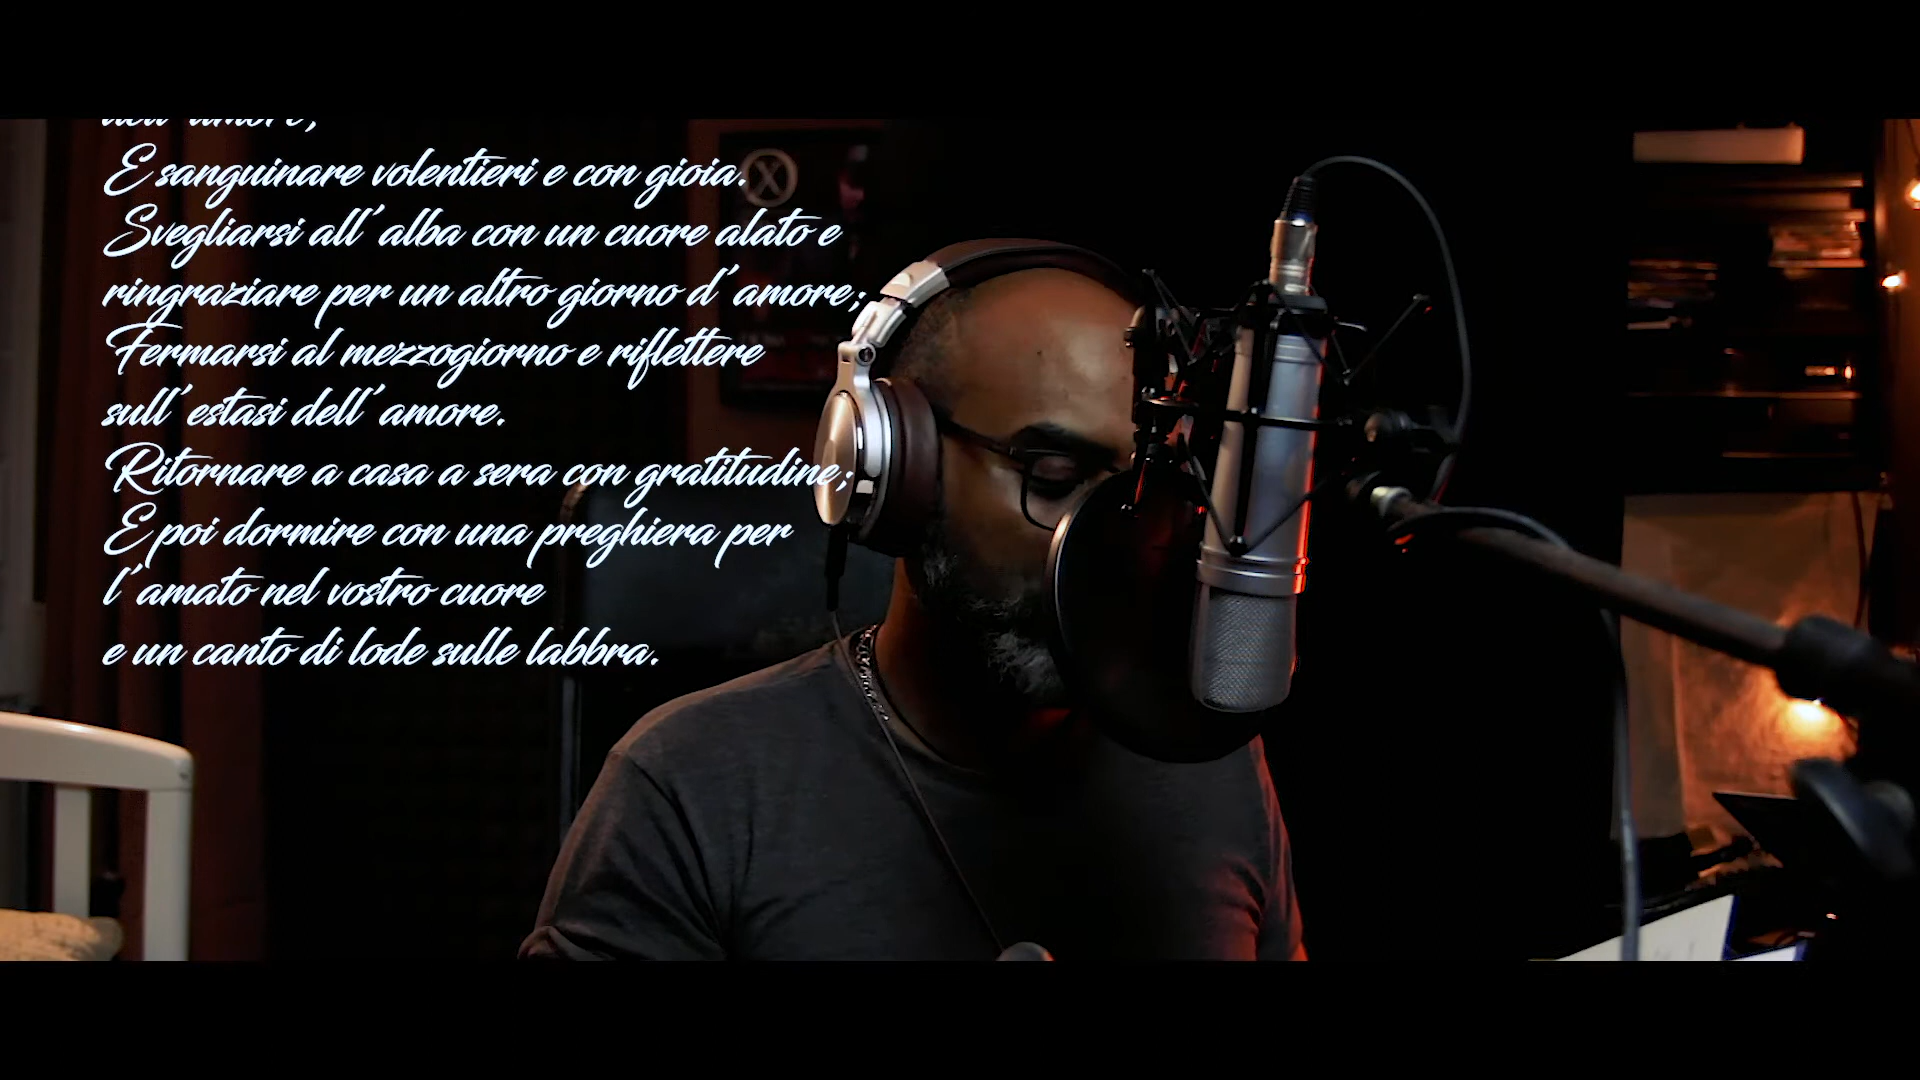 dell'amore;
E sanguinare volentieri e con gioia.
Svegliarsi all'alba con un cuore alato e
ringraziare per un altro giorno d'amore;
Fermarsi al mezzogiorno e riflettere
sull'estasi dell'amore.
Ritornare a casa a sera con gratitudine;
E poi dormire con una preghiera per
l'amato nel vostro cuore
e un canto di lode sulle labbra.
X